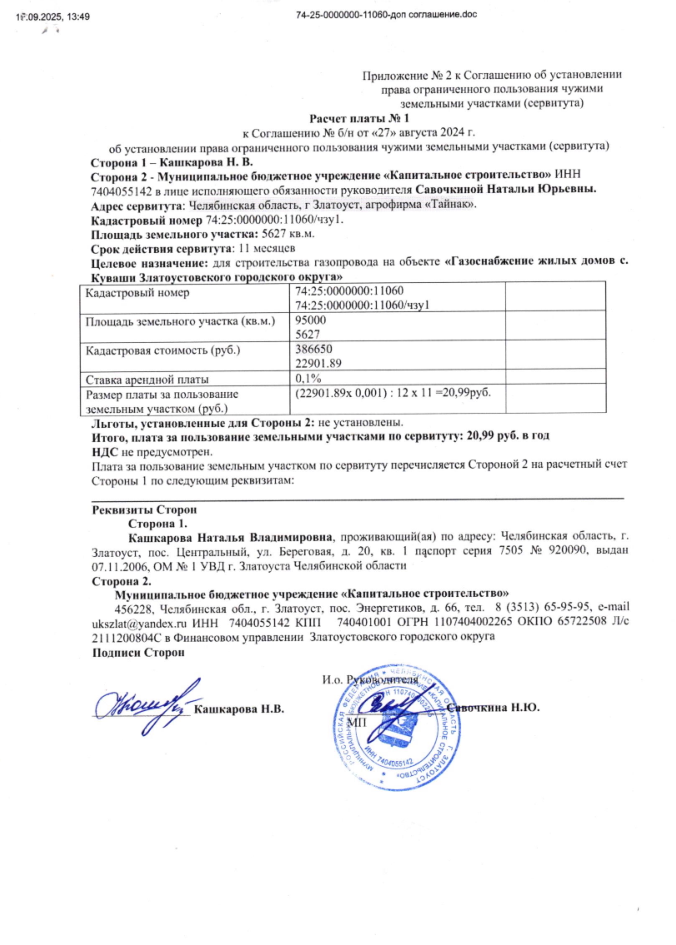 1 .09.2025, 13:49
74-25-0000000-11060-доп соглашение.doc
Приложение № 2 к Соглашению об установлении
права ограниченного пользования чужими
земельными участками (сервитута)
Расчет платы № 1
к Соглашению № б/н от «27» августа 2024 г.
об установлении права ограниченного пользования чужими земельными участками (сервитута)
Сторона 1 – Кашкарова Н. В.
Сторона 2 - Муниципальное бюджетное учреждение «Капитальное строительство» ИНН
7404055142 в лице исполняющего обязанности руководителя Савочкиной Натальи Юрьевны.
Адрес сервитута: Челябинская область, г Златоуст, агрофирма «Тайнак».
Кадастровый номер 74:25:0000000:11060/чзу1.
Площадь земельного участка: 5627 кв.м.
Срок действия сервитута: 11 месяцев
Целевое назначение: для строительства газопровода на объекте «Газоснабжение жилых домов с.
Куваши Златоустовского городского округа»
Кадастровый номер 74:25:0000000:11060
74:25:0000000:11060/чзу1
Площадь земельного участка (кв.м.) 95000
5627
Кадастровая стоимость (руб.) 386650
22901.89
Ставка арендной платы 0,1%
Размер платы за пользование (22901.89х 0,001) : 12 х 11 =20,99руб.
земельным участком (руб.)
Льготы, установленные для Стороны 2: не установлены.
Итого, плата за пользование земельными участками по сервитуту: 20,99 руб. в год
НДС не предусмотрен.
Плата за пользование земельным участком по сервитуту перечисляется Стороной 2 на расчетный счет
Стороны 1 по следующим реквизитам:
Реквизиты Сторон
Сторона 1.
Кашкарова Наталья Владимировна, проживающий(ая) по адресу: Челябинская область, г.
Златоуст, пос. Центральный, ул. Береговая, д. 20, кв. 1 паспорт серия 7505 № 920090, выдан
07.11.2006, ОМ № 1 УВД г. Златоуста Челябинской области
Сторона 2.
Муниципальное бюджетное учреждение «Капитальное строительство»
456228, Челябинская обл., г. Златоуст, пос. Энергетиков, д. 66, тел. 8 (3513) 65-95-95, e-mail
ukszlat@yandex.ru ИНН 7404055142 КПП 740401001 ОГРН 1107404002265 ОКПО 65722508 Л/с
2111200804С в Финансовом управлении Златоустовского городского округа
Подписи Сторон
И.о. Руководителя
Кашкарова Н.В.
Савочкина Н.Ю.
МП
РОССИЙСКАЯ ФЕДЕРАЦИЯ * ЧЕЛЯБИНСКАЯ ОБЛАСТЬ Г. ЗЛАТОУСТ
МУНИЦИПАЛЬНОЕ БЮДЖЕТНОЕ УЧРЕЖДЕНИЕ «КАПИТАЛЬНОЕ СТРОИТЕЛЬСТВО»
ИНН 7404055142